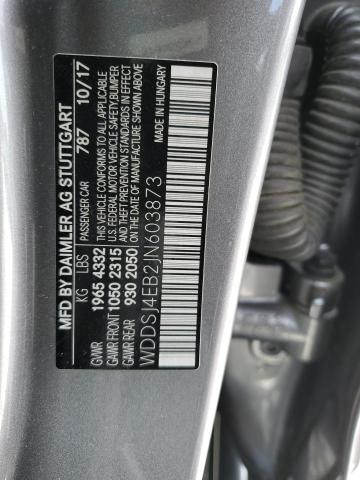 MFD BY DAIMLER AG STUTTGART
KG LBS PASSENGER CAR 787 10/17
GVWR 1965 4332 THIS VEHICLE CONFORMS TO ALL APPLICABLE
GAWR FRONT 1050 2315 U.S. FEDERAL MOTOR VEHICLE SAFETY, BUMPER
GAWR REAR 930 2050 AND THEFT PREVENTION STANDARDS IN EFFECT
ON THE DATE OF MANUFACTURE SHOWN ABOVE
MADE IN HUNGARY
WDDSJ4EB2JN603873